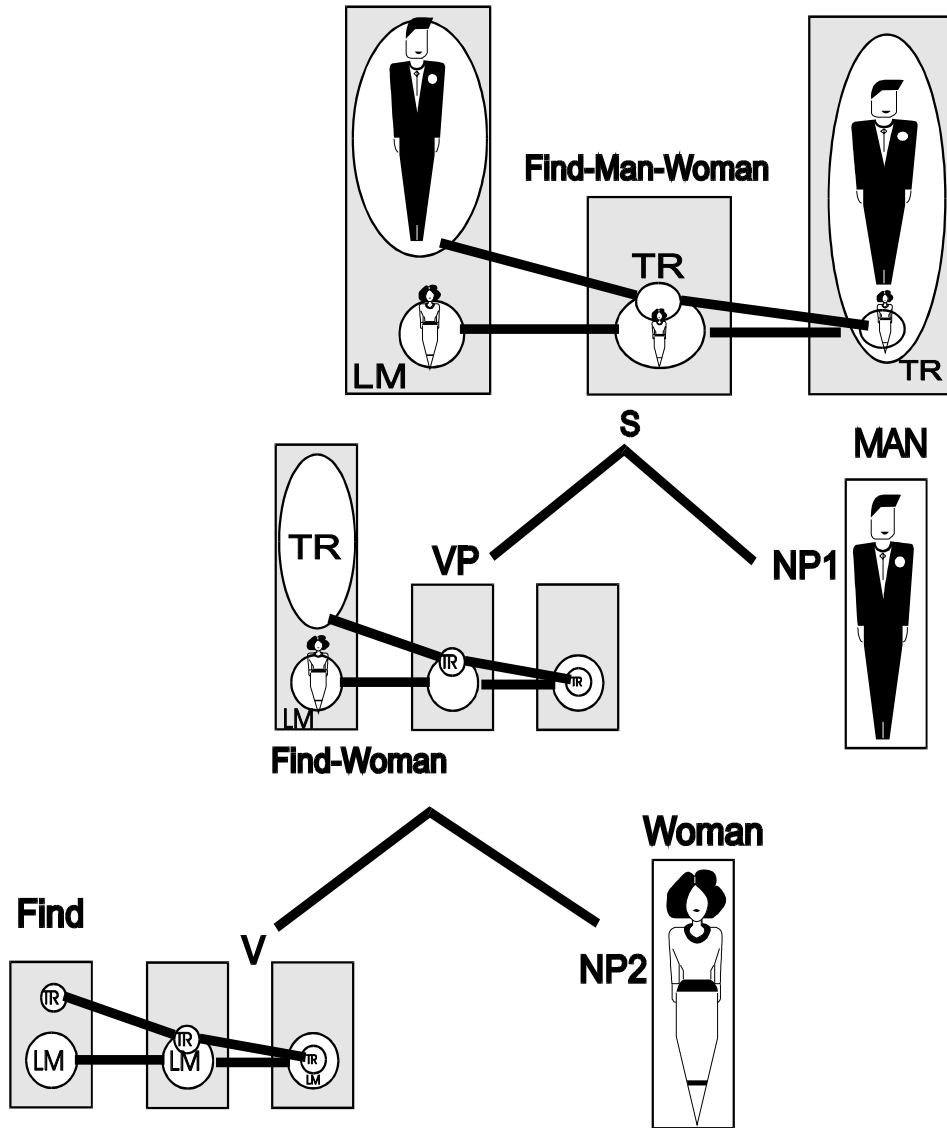 Find-Man-Woman
TR
LM
TR
S
MAN
TR
VP
NP1
TR
TR
LM
Find-Woman
Woman
Find
V
NP2
TR
TR
TR
LM
LM
LM